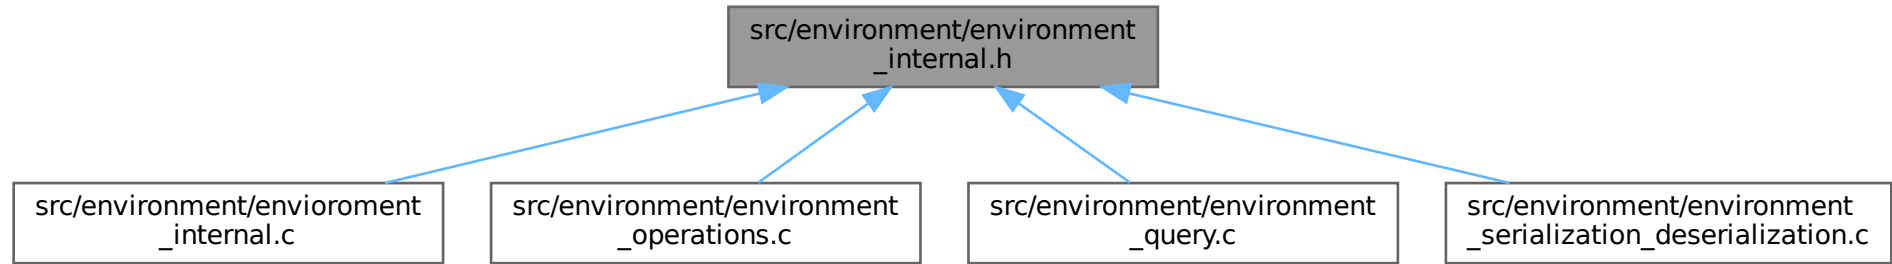 src/environment/environment
_internal.h
src/environment/envioroment
_internal.c
src/environment/environment
_operations.c
src/environment/environment
_query.c
src/environment/environment
_serialization_deserialization.c